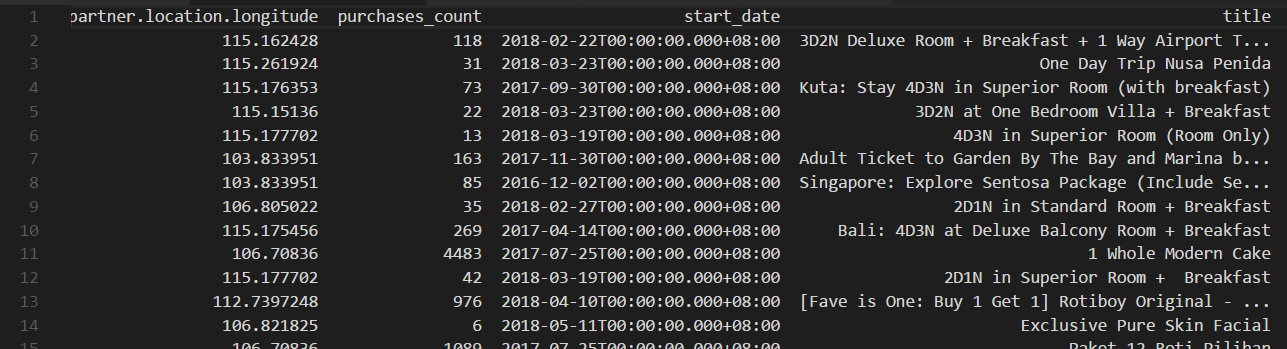 1 partner.location.longitude purchases_count start_date title
2 115.162428 118 2018-02-22T00:00:00.000+08:00 3D2N Deluxe Room + Breakfast + 1 Way Airport T...
3 115.261924 31 2018-03-23T00:00:00.000+08:00 One Day Trip Nusa Penida
4 115.176353 73 2017-09-30T00:00:00.000+08:00 Kuta: Stay 4D3N in Superior Room (with breakfast)
5 115.15136 22 2018-03-23T00:00:00.000+08:00 3D2N at One Bedroom Villa + Breakfast
6 115.177702 13 2018-03-19T00:00:00.000+08:00 4D3N in Superior Room (Room Only)
7 103.833951 163 2017-11-30T00:00:00.000+08:00 Adult Ticket to Garden By The Bay and Marina b...
8 103.833951 85 2016-12-02T00:00:00.000+08:00 Singapore: Explore Sentosa Package (Include Se...
9 106.805022 35 2018-02-27T00:00:00.000+08:00 2D1N in Standard Room + Breakfast
10 115.175456 269 2017-04-14T00:00:00.000+08:00 Bali: 4D3N at Deluxe Balcony Room + Breakfast
11 106.70836 4483 2017-07-25T00:00:00.000+08:00 1 Whole Modern Cake
12 115.177702 42 2018-03-19T00:00:00.000+08:00 2D1N in Superior Room +  Breakfast
13 112.7397248 976 2018-04-10T00:00:00.000+08:00 [Fave is One: Buy 1 Get 1] Rotiboy Original - ...
14 106.821825 6 2018-05-11T00:00:00.000+08:00 Exclusive Pure Skin Facial
15 106.70836 1089 2017-07-25T00:00:00.000+08:00 Paket 12 Roti Pilihan